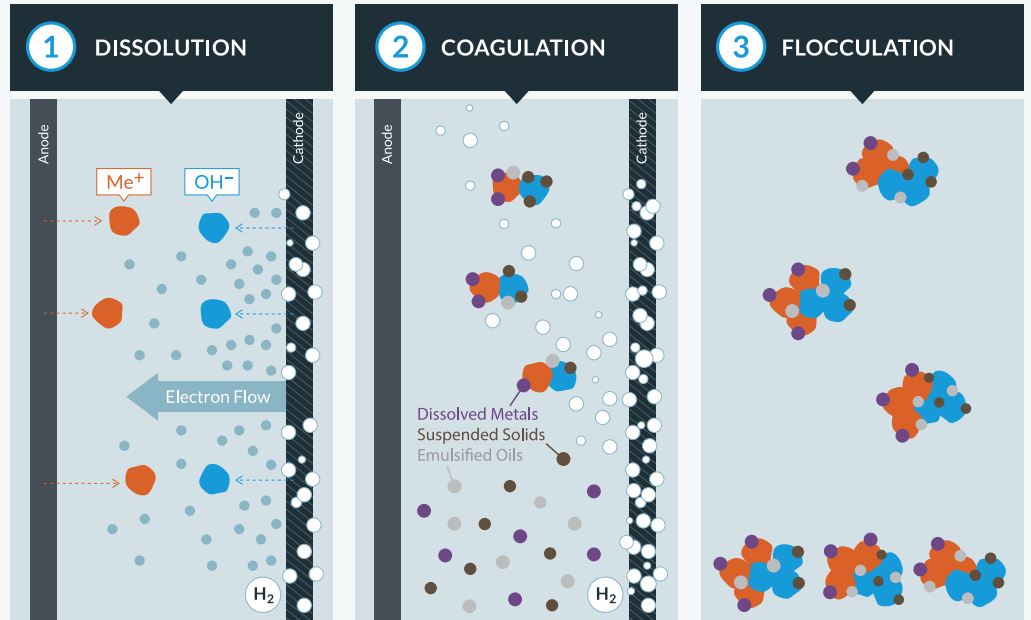 1 DISSOLUTION
Anode
Cathode
Me⁺
OH⁻
Electron Flow
H₂
2 COAGULATION
Anode
Cathode
Dissolved Metals
Suspended Solids
Emulsified Oils
H₂
3 FLOCCULATION